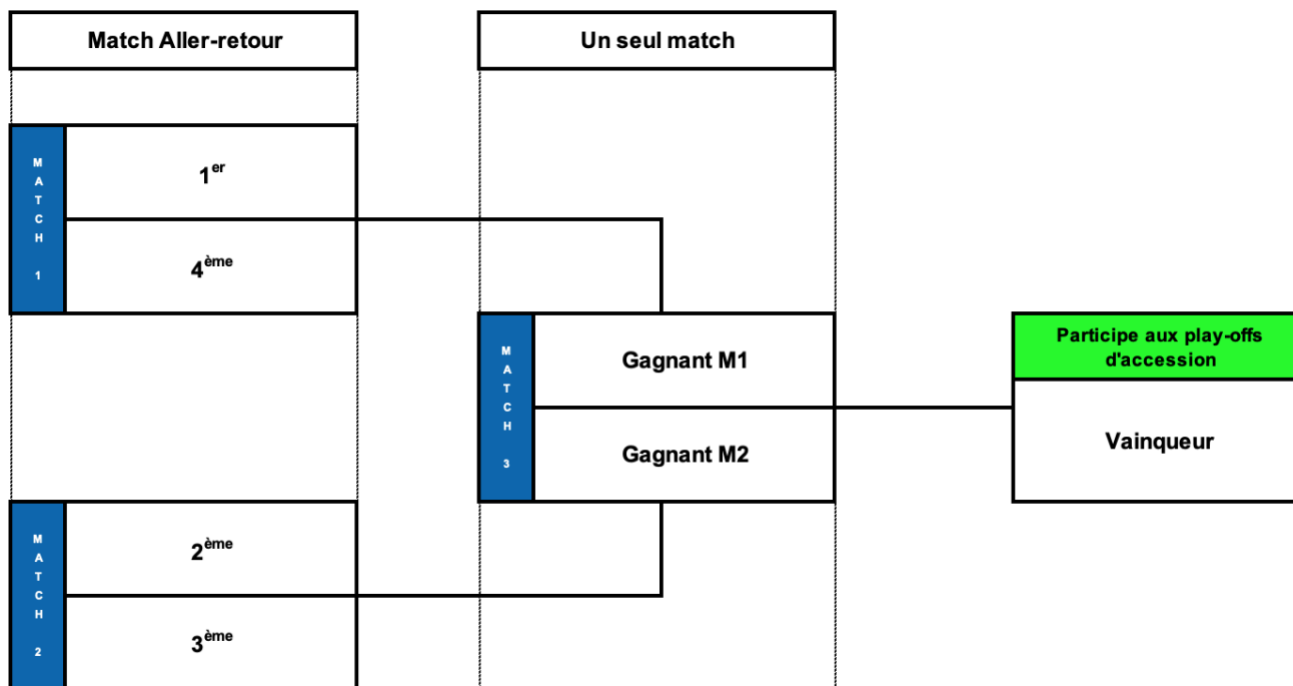 Match Aller-retour
Un seul match
MATCH 1
1er
4ème
MATCH 3
Gagnant M1
Gagnant M2
Participe aux play-offs
d'accession
Vainqueur
MATCH 2
2ème
3ème